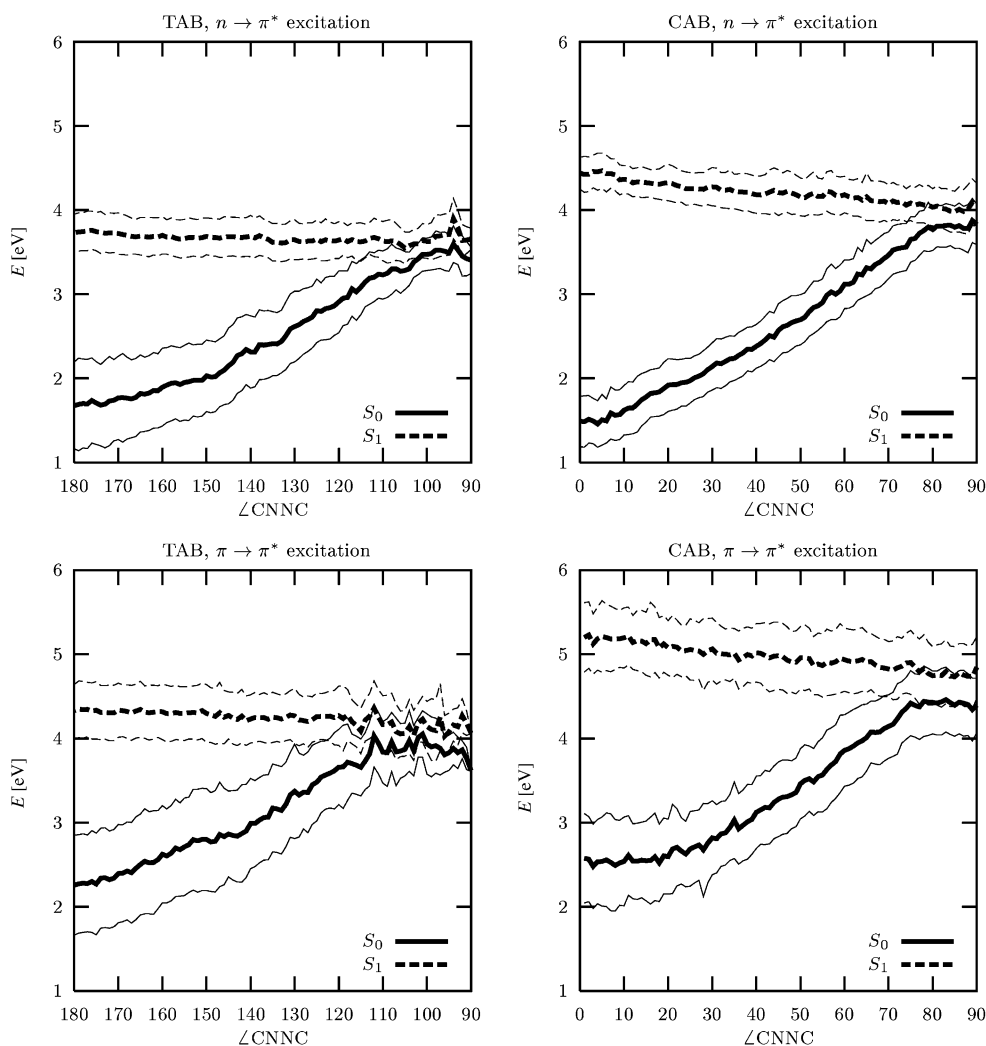 TAB, n → π* excitation
E [eV]
6
5
4
3
2
1
S₀
S₁
180 170 160 150 140 130 120 110 100 90
∠CNNC
CAB, n → π* excitation
E [eV]
6
5
4
3
2
1
S₀
S₁
0 10 20 30 40 50 60 70 80 90
∠CNNC
TAB, π → π* excitation
E [eV]
6
5
4
3
2
1
S₀
S₁
180 170 160 150 140 130 120 110 100 90
∠CNNC
CAB, π → π* excitation
E [eV]
6
5
4
3
2
1
S₀
S₁
0 10 20 30 40 50 60 70 80 90
∠CNNC